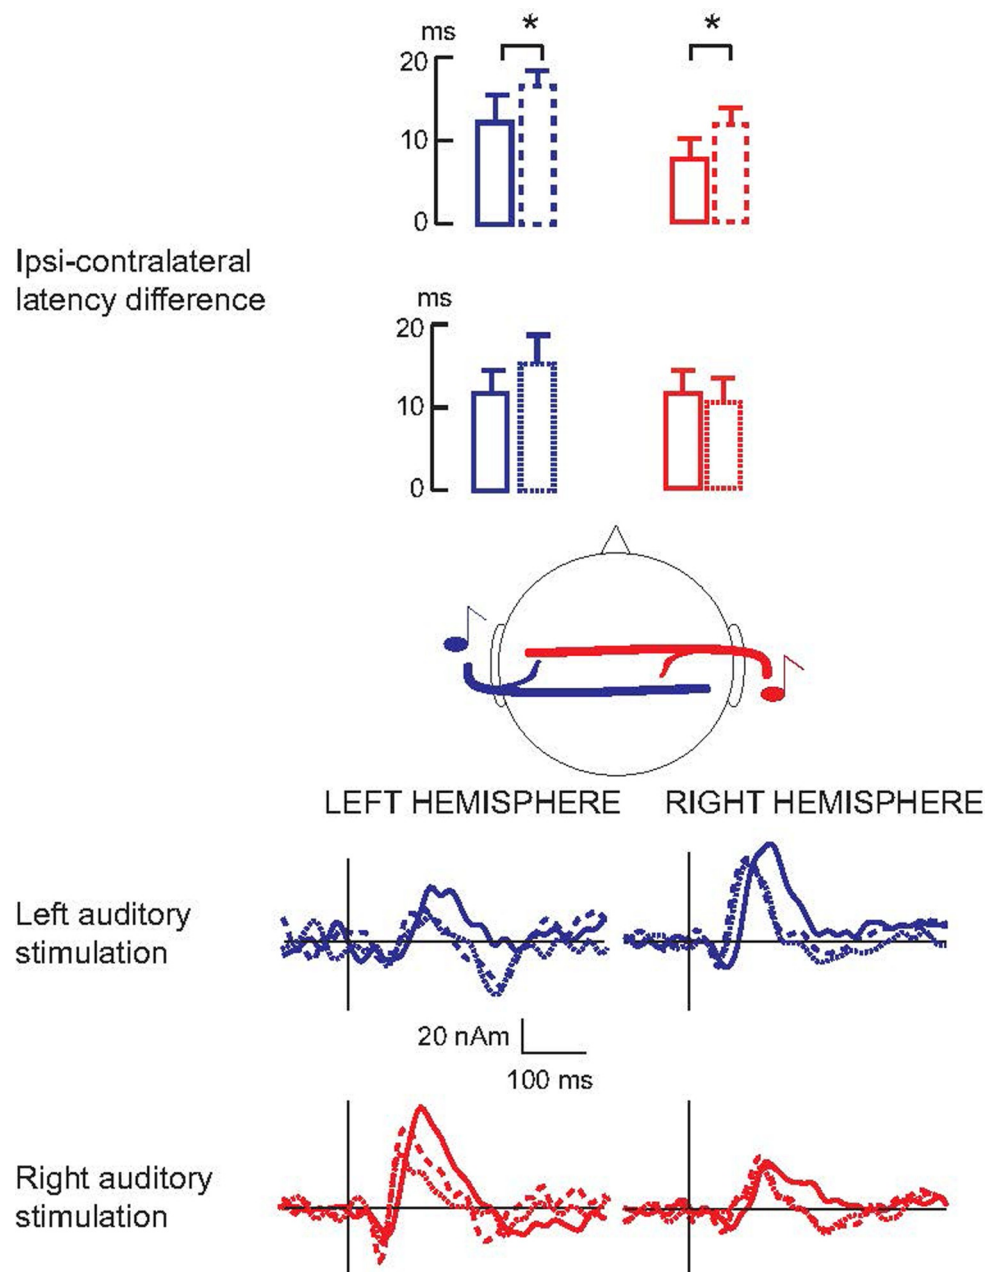 ms
*
*
20
10
0
Ipsi-contralateral
latency difference
ms
20
10
0
LEFT HEMISPHERE
RIGHT HEMISPHERE
Left auditory
stimulation
20 nAm
100 ms
Right auditory
stimulation